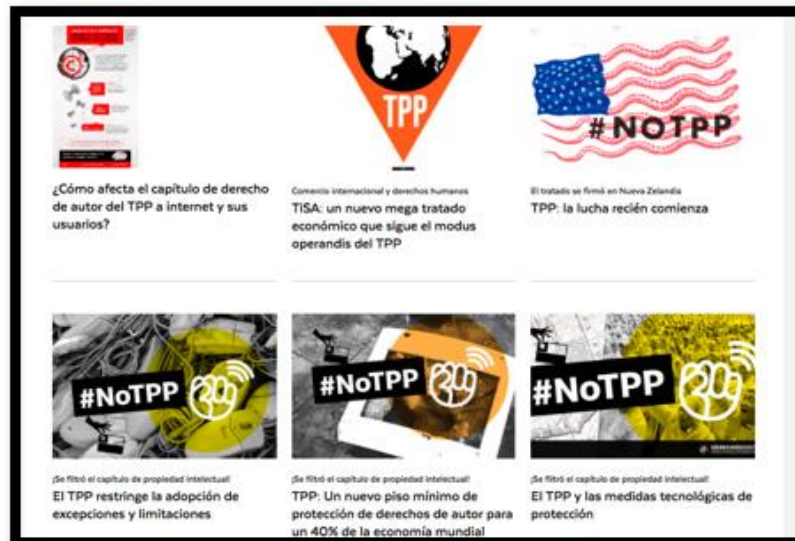 TPP
#NOTPP
¿Cómo afecta el capítulo de derecho
de autor del TPP a internet y sus
usuarios?
Comercio internacional y derechos humanos
TiSA: un nuevo mega tratado
económico que sigue el modus
operandis del TPP
El tratado se firmó en Nueva Zelandia
TPP: la lucha recién comienza
#NoTPP
#NoTPP
#NoTPP
¡Se filtró el capítulo de propiedad intelectual!
El TPP restringe la adopción de
excepciones y limitaciones
¡Se filtró el capítulo de propiedad intelectual!
TPP: Un nuevo piso mínimo de
protección de derechos de autor para
un 40% de la economía mundial
¡Se filtró el capítulo de propiedad intelectual!
El TPP y las medidas tecnológicas de
protección